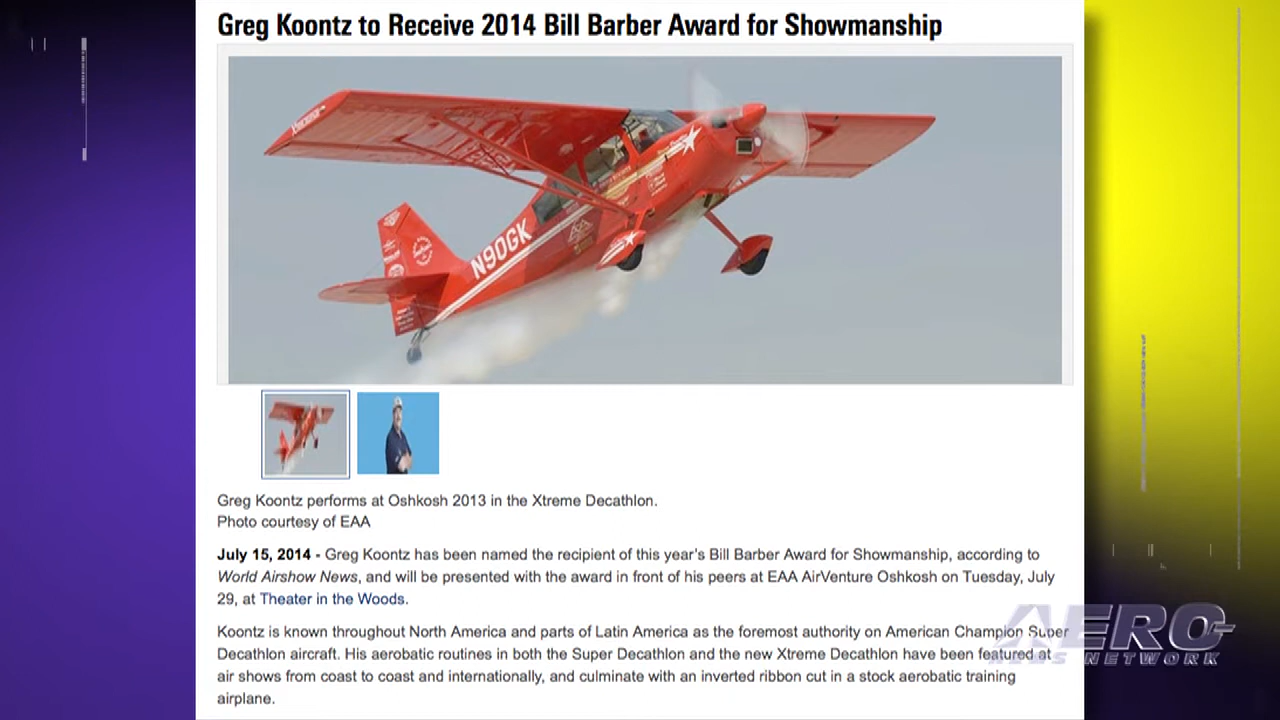 Greg Koontz to Receive 2014 Bill Barber Award for Showmanship
N90GK
Greg Koontz performs at Oshkosh 2013 in the Xtreme Decathlon.
Photo courtesy of EAA
July 15, 2014 - Greg Koontz has been named the recipient of this year's Bill Barber Award for Showmanship, according to
World Airshow News, and will be presented with the award in front of his peers at EAA AirVenture Oshkosh on Tuesday, July
29, at Theater in the Woods.
Koontz is known throughout North America and parts of Latin America as the foremost authority on American Champion Super
Decathlon aircraft. His aerobatic routines in both the Super Decathlon and the new Xtreme Decathlon have been featured at
air shows from coast to coast and internationally, and culminate with an inverted ribbon cut in a stock aerobatic training
airplane.
AERO
NEWS NETWORK